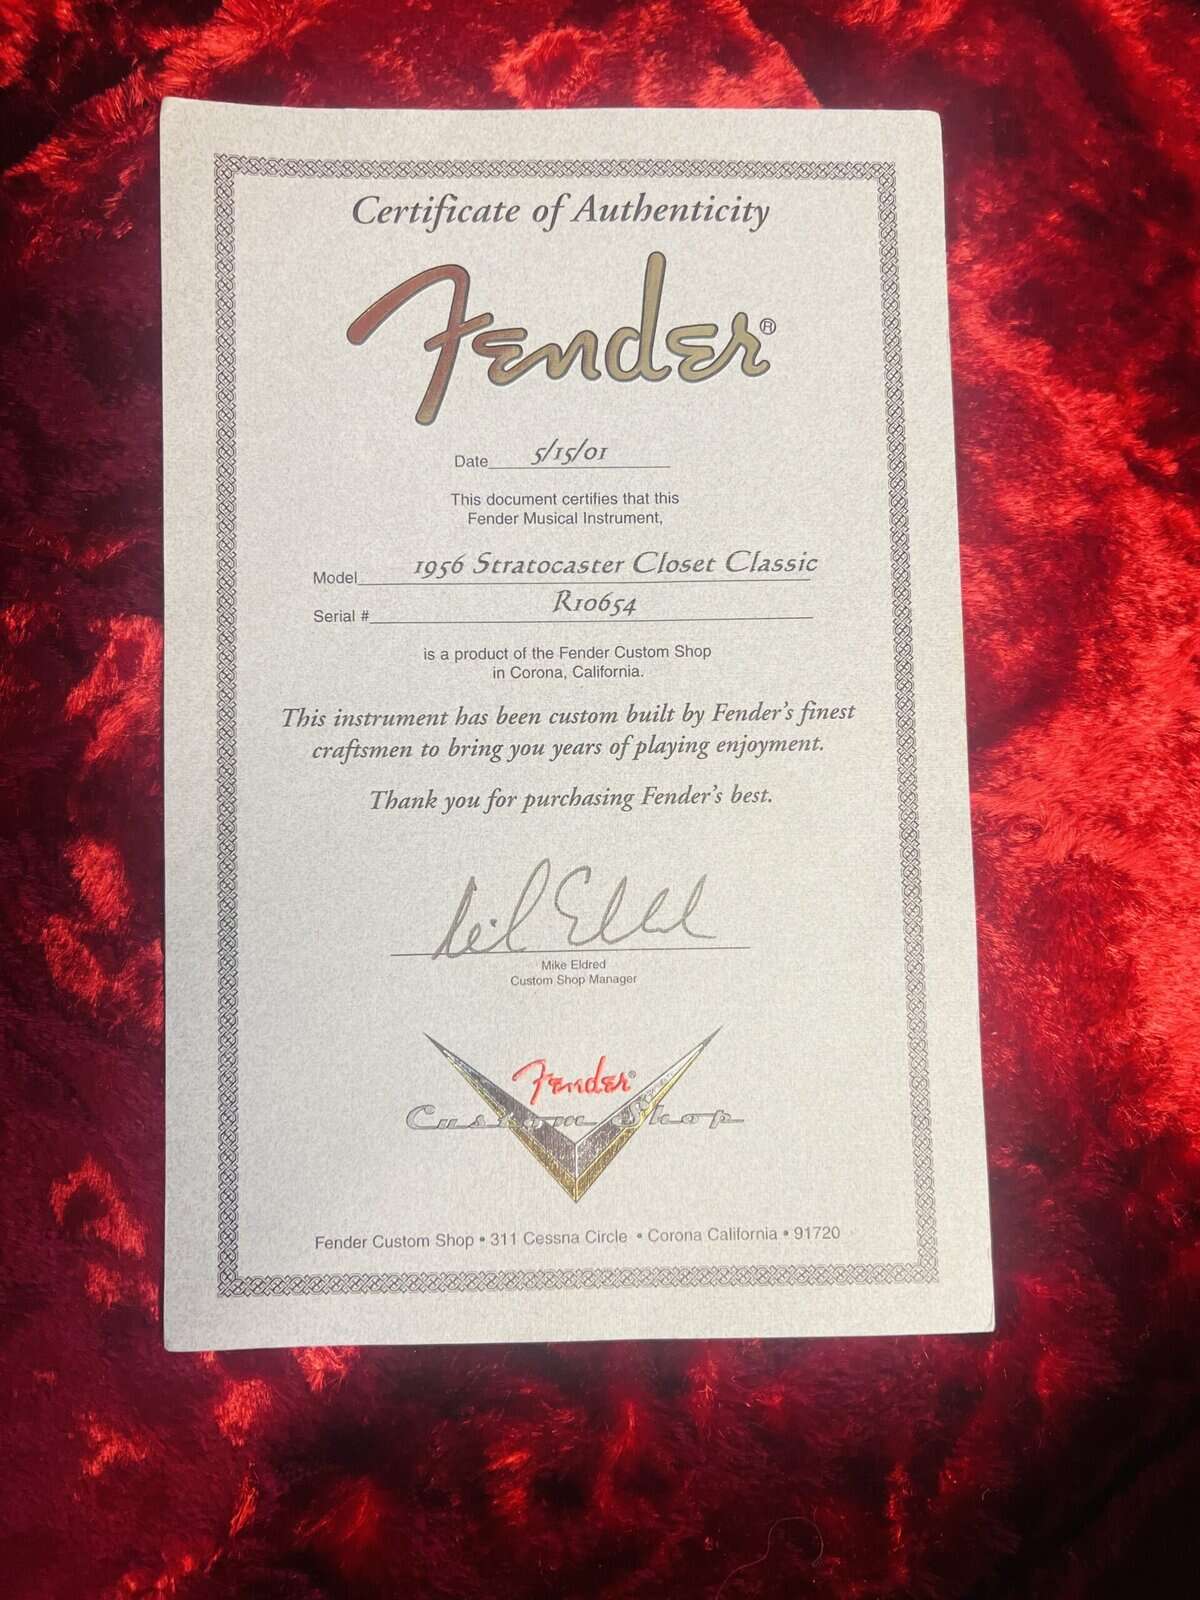 Certificate of Authenticity
Fender®
Date 5/15/01
This document certifies that this
Fender Musical Instrument,
Model 1956 Stratocaster Closet Classic
Serial # R10654
is a product of the Fender Custom Shop
in Corona, California.
This instrument has been custom built by Fender's finest
craftsmen to bring you years of playing enjoyment.
Thank you for purchasing Fender's best.
Mike Eldred
Custom Shop Manager
Fender®
Custom Shop
Fender Custom Shop • 311 Cessna Circle • Corona California • 91720